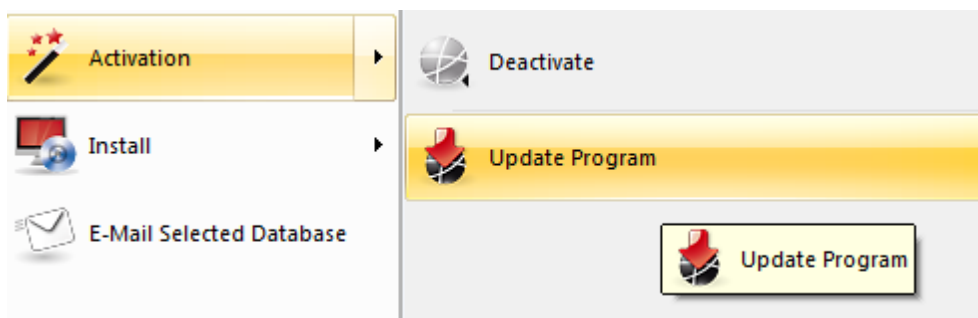 Activation
Install
E-Mail Selected Database
Deactivate
Update Program
Update Program